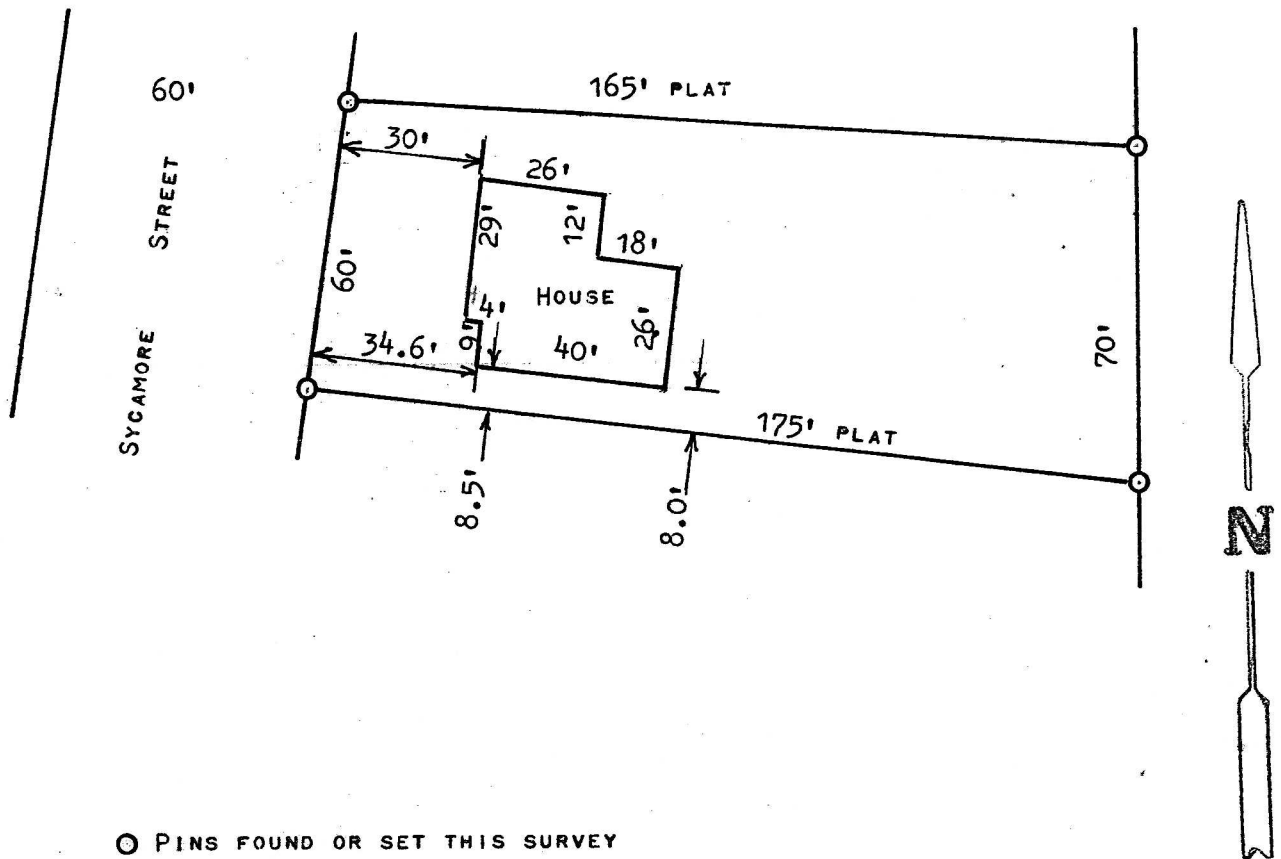 60'
165' PLAT
30'
26'
STREET
29'
12'
18'
60'
HOUSE
4'
SYCAMORE
34.6'
9'
40'
26'
70'
175' PLAT
8.5'
8.0'
N
PINS FOUND OR SET THIS SURVEY